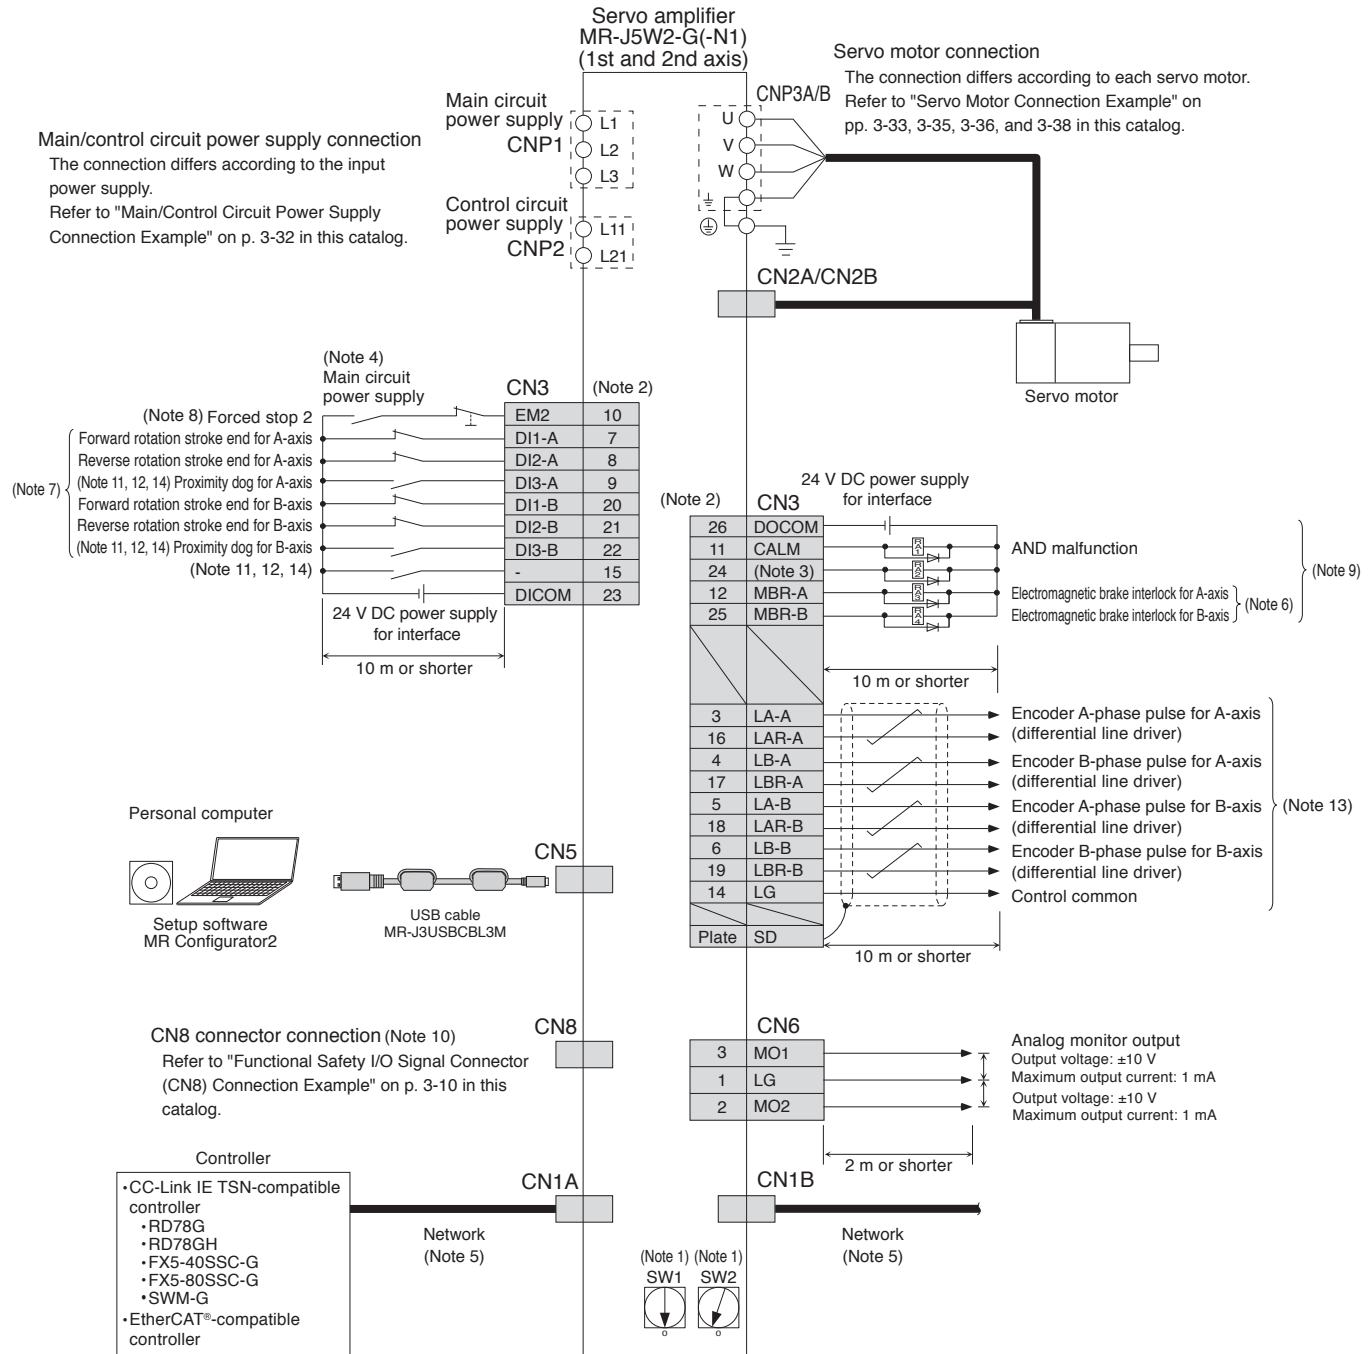 Servo amplifier
MR-J5W2-G(-N1)
(1st and 2nd axis)
Main/control circuit power supply connection
The connection differs according to the input
power supply.
Refer to "Main/Control Circuit Power Supply
Connection Example" on p. 3-32 in this catalog.
Main circuit
power supply
CNP1
L1
L2
L3
Control circuit
power supply
CNP2
L11
L21
CNP3A/B
U
V
W
Servo motor connection
The connection differs according to each servo motor.
Refer to "Servo Motor Connection Example" on
pp. 3-33, 3-35, 3-36, and 3-38 in this catalog.
CN2A/CN2B
Servo motor
(Note 4)
Main circuit
power supply
CN3
(Note 2)
(Note 8) Forced stop 2
EM2
10
(Note 7)
Forward rotation stroke end for A-axis
DI1-A
7
Reverse rotation stroke end for A-axis
DI2-A
8
(Note 11, 12, 14) Proximity dog for A-axis
DI3-A
9
Forward rotation stroke end for B-axis
DI1-B
20
Reverse rotation stroke end for B-axis
DI2-B
21
(Note 11, 12, 14) Proximity dog for B-axis
DI3-B
22
(Note 11, 12, 14)
-
15
DICOM
23
24 V DC power supply
for interface
10 m or shorter
24 V DC power supply
for interface
(Note 2)
CN3
26
DOCOM
11
CALM
RA1
AND malfunction
24
(Note 3)
RA2
(Note 9)
12
MBR-A
RA3
Electromagnetic brake interlock for A-axis
25
MBR-B
RA4
Electromagnetic brake interlock for B-axis
(Note 6)
10 m or shorter
3
LA-A
Encoder A-phase pulse for A-axis
16
LAR-A
(differential line driver)
4
LB-A
Encoder B-phase pulse for A-axis
17
LBR-A
(differential line driver)
5
LA-B
Encoder A-phase pulse for B-axis
(Note 13)
18
LAR-B
(differential line driver)
6
LB-B
Encoder B-phase pulse for B-axis
19
LBR-B
(differential line driver)
14
LG
Control common
Plate
SD
10 m or shorter
Personal computer
Setup software
MR Configurator2
USB cable
MR-J3USBCBL3M
CN5
CN8 connector connection (Note 10)
Refer to "Functional Safety I/O Signal Connector
(CN8) Connection Example" on p. 3-10 in this
catalog.
CN8
CN6
3
MO1
1
LG
2
MO2
Analog monitor output
Output voltage: ±10 V
Maximum output current: 1 mA
Output voltage: ±10 V
Maximum output current: 1 mA
2 m or shorter
Controller
•CC-Link IE TSN-compatible
controller
•RD78G
•RD78GH
•FX5-40SSC-G
•FX5-80SSC-G
•SWM-G
•EtherCAT®-compatible
controller
CN1A
Network
(Note 5)
CN1B
Network
(Note 5)
(Note 1)
SW1
0
(Note 1)
SW2
0